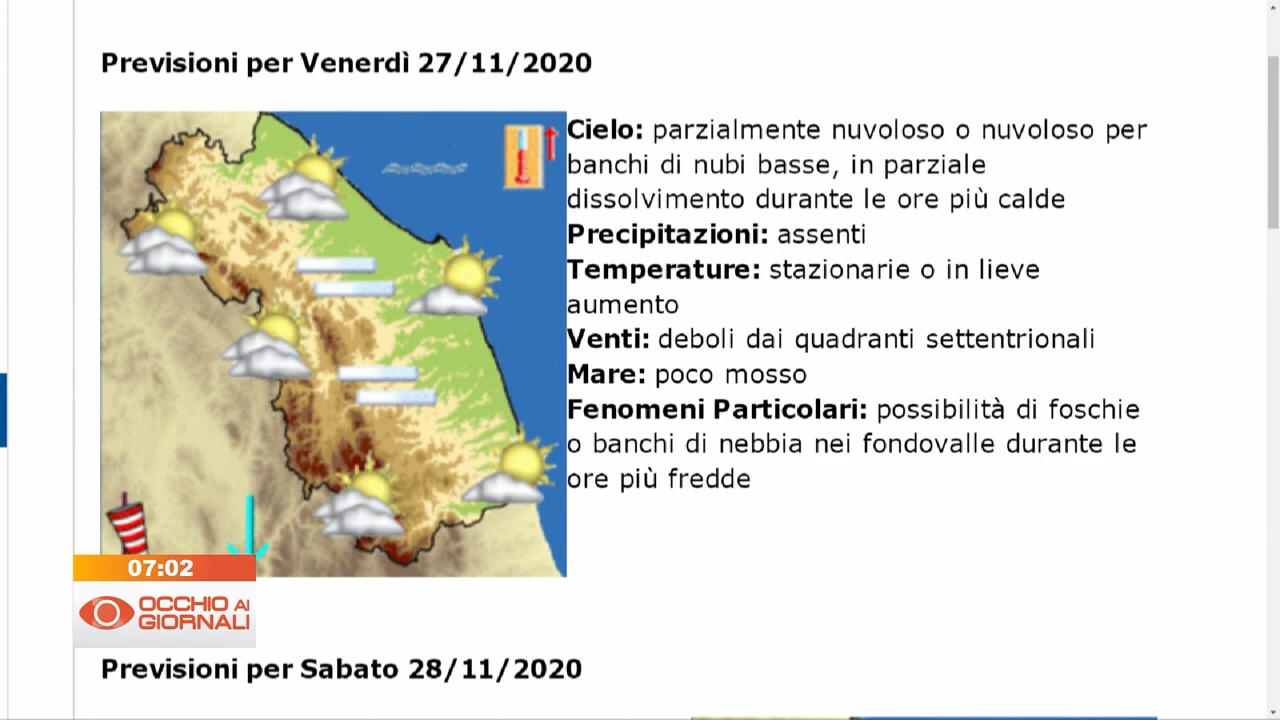 Previsioni per Venerdì 27/11/2020
Cielo: parzialmente nuvoloso o nuvoloso per
banchi di nubi basse, in parziale
dissolvimento durante le ore più calde
Precipitazioni: assenti
Temperature: stazionarie o in lieve
aumento
Venti: deboli dai quadranti settentrionali
Mare: poco mosso
Fenomeni Particolari: possibilità di foschie
o banchi di nebbia nei fondovalle durante le
ore più fredde
07:02
OCCHIO AI
GIORNALI
Previsioni per Sabato 28/11/2020